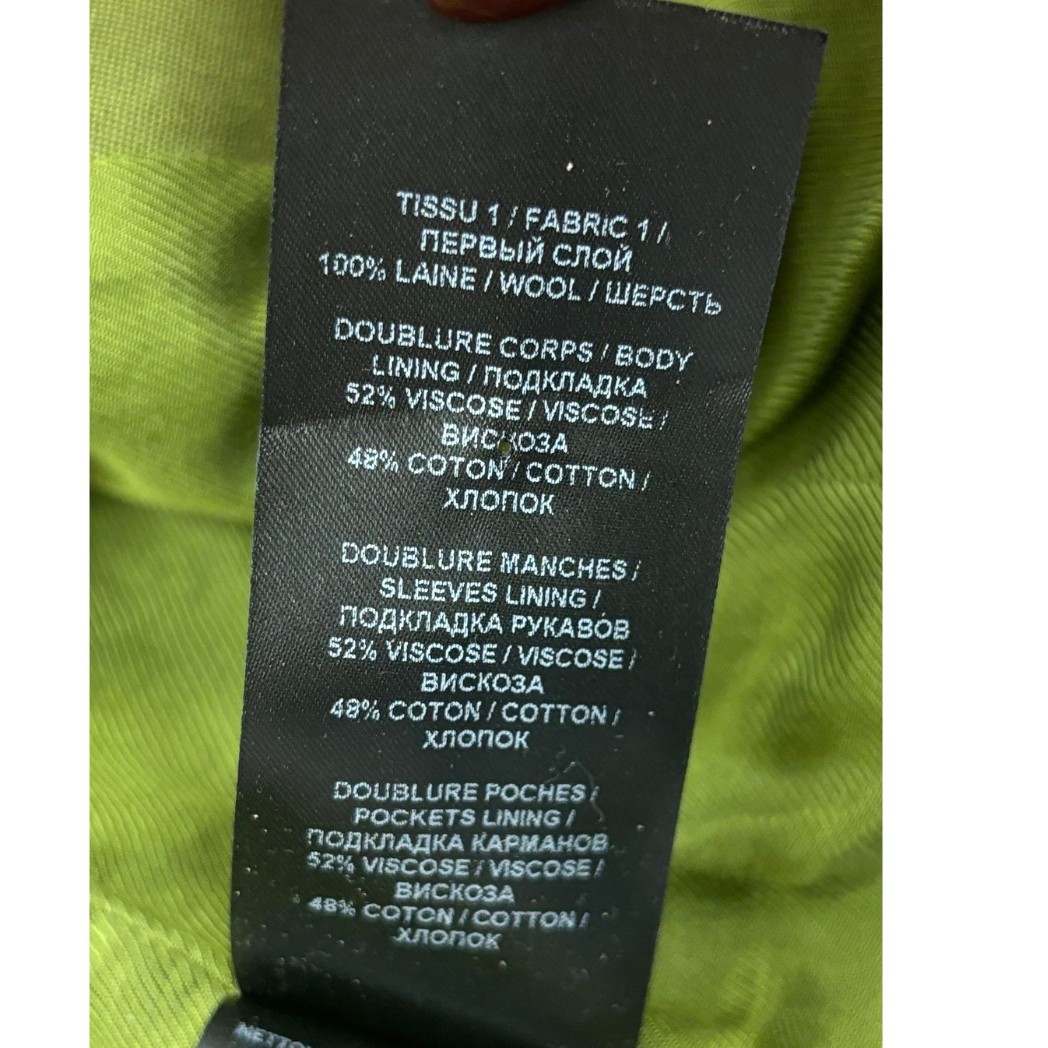 TISSU 1 / FABRIC 1 /
ПЕРВЫЙ СЛОЙ
100% LAINE / WOOL / ШЕРСТЬ
DOUBLURE CORPS / BODY
LINING / ПОДКЛАДКА
52% VISCOSE / VISCOSE /
ВИСКОЗА
48% COTON / COTTON /
ХЛОПОК
DOUBLURE MANCHES /
SLEEVES LINING /
ПОДКЛАДКА РУКАВОВ
52% VISCOSE / VISCOSE /
ВИСКОЗА
48% COTON / COTTON /
ХЛОПОК
DOUBLURE POCHES /
POCKETS LINING /
ПОДКЛАДКА КАРМАНОВ
52% VISCOSE / VISCOSE /
ВИСКОЗА
48% COTON / COTTON /
ХЛОПОК